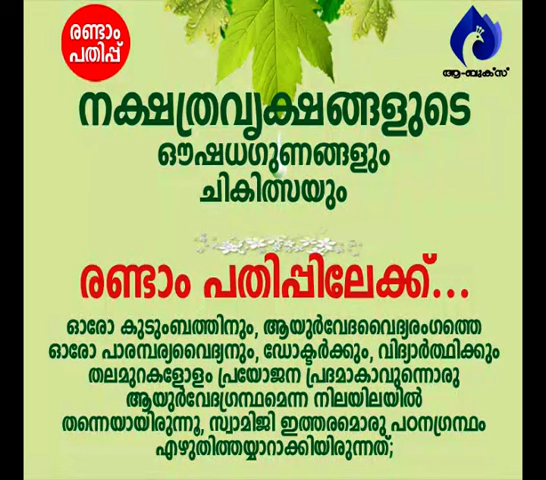 രണ്ടാം
പതിപ്പ്
ആ-ബുക്സ്
നക്ഷത്രവൃക്ഷങ്ങളുടെ
ഔഷധഗുണങ്ങളും
ചികിത്സയും
രണ്ടാം പതിപ്പിലേക്ക്...
ഓരോ കുടുംബത്തിനും, ആയുർവേദവൈദ്യരംഗത്തെ
ഓരോ പാരമ്പര്യവൈദ്യനും, ഡോക്ടർക്കും, വിദ്യാർത്ഥിക്കും
തലമുറകളോളം പ്രയോജന പ്രദമാകാവുന്നൊരു
ആയുർവേദഗ്രന്ഥമെന്ന നിലയിലയിൽ
തന്നെയായിരുന്നൂ, സ്വാമിജി ഇത്തരമൊരു പഠനഗ്രന്ഥം
എഴുതിത്തയ്യാറാക്കിയിരുന്നത്;